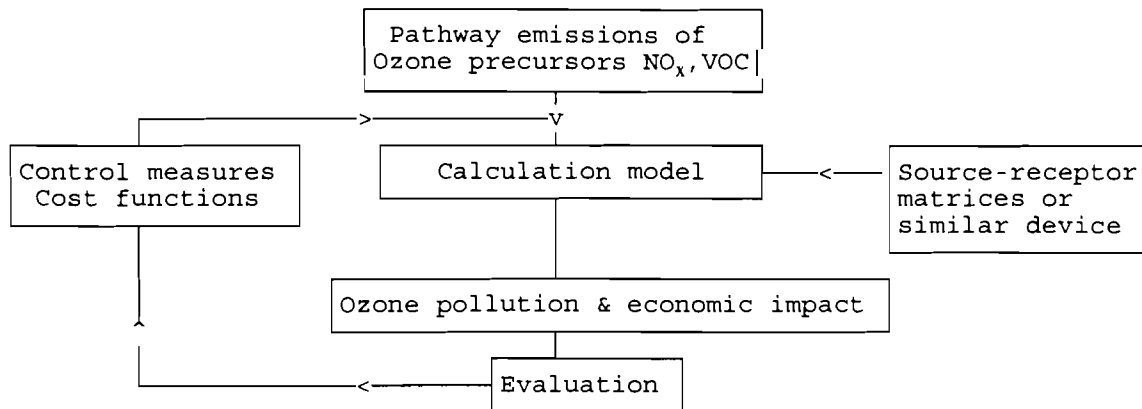 Pathway emissions of
Ozone precursors NOx,VOC
Control measures
Cost functions
Calculation model
Source-receptor
matrices or
similar device
Ozone pollution & economic impact
Evaluation